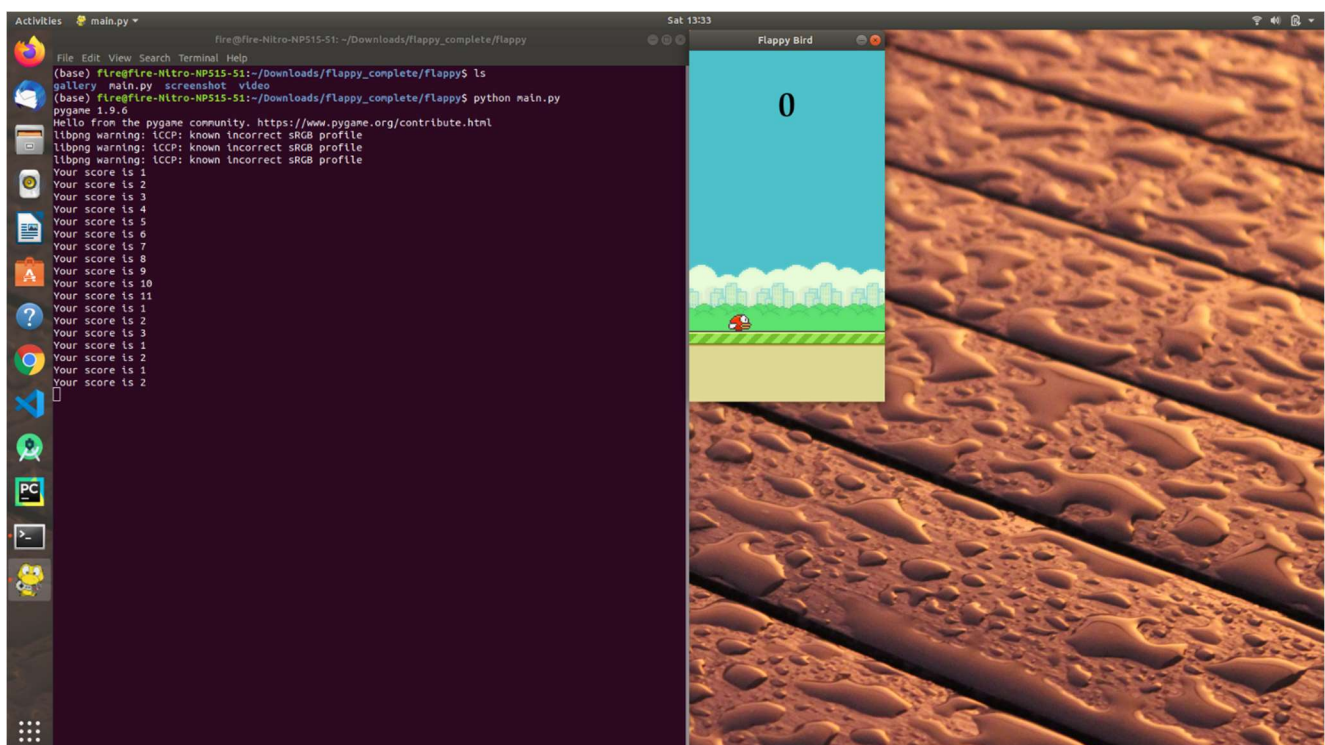 Activities main.py Sat 13:33
fire@fire-Nitro-NP515-51: ~/Downloads/flappy_complete/flappy
File Edit View Search Terminal Help
(base) fire@fire-Nitro-NP515-51:~/Downloads/flappy_complete/flappy$ ls
gallery main.py screenshot video
(base) fire@fire-Nitro-NP515-51:~/Downloads/flappy_complete/flappy$ python main.py
pygame 1.9.6
Hello from the pygame community. https://www.pygame.org/contribute.html
libpng warning: iCCP: known incorrect sRGB profile
libpng warning: iCCP: known incorrect sRGB profile
libpng warning: iCCP: known incorrect sRGB profile
Your score is 1
Your score is 2
Your score is 3
Your score is 4
Your score is 5
Your score is 6
Your score is 7
Your score is 8
Your score is 9
Your score is 10
Your score is 11
Your score is 1
Your score is 2
Your score is 3
Your score is 1
Your score is 2
Your score is 1
Your score is 2
Flappy Bird
0
PC